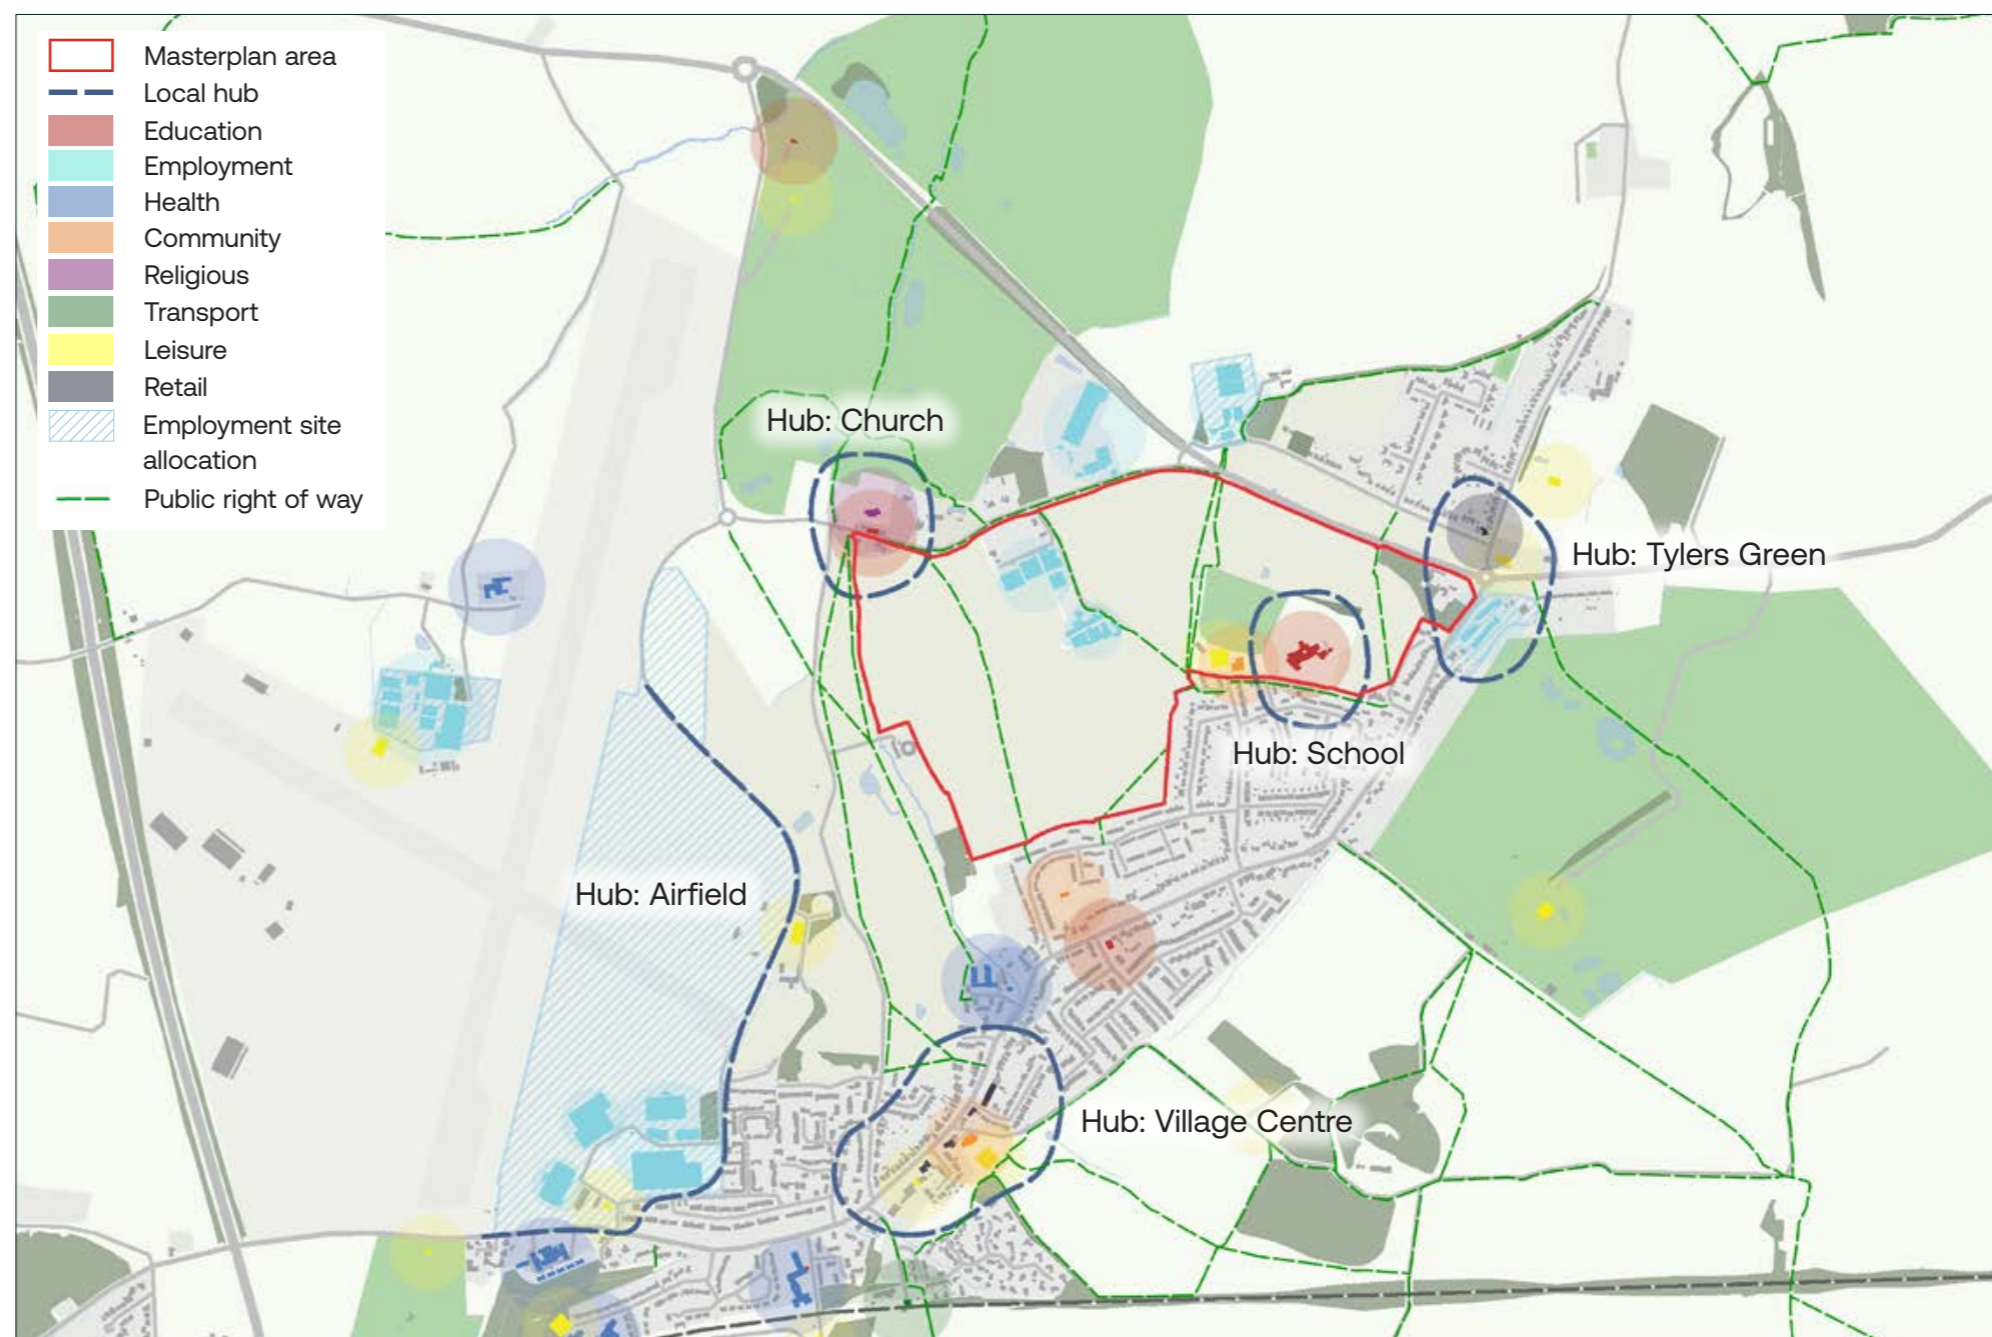 Masterplan area
Local hub
Education
Employment
Health
Community
Religious
Transport
Leisure
Retail
Employment site
allocation
Public right of way
Hub: Church
Hub: Tylers Green
Hub: School
Hub: Airfield
Hub: Village Centre